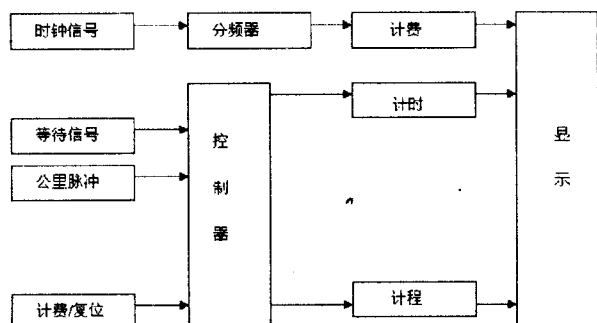 时钟信号
分频器
计费
计时
等待信号
控制器
显示
公里脉冲
计费/复位
计程